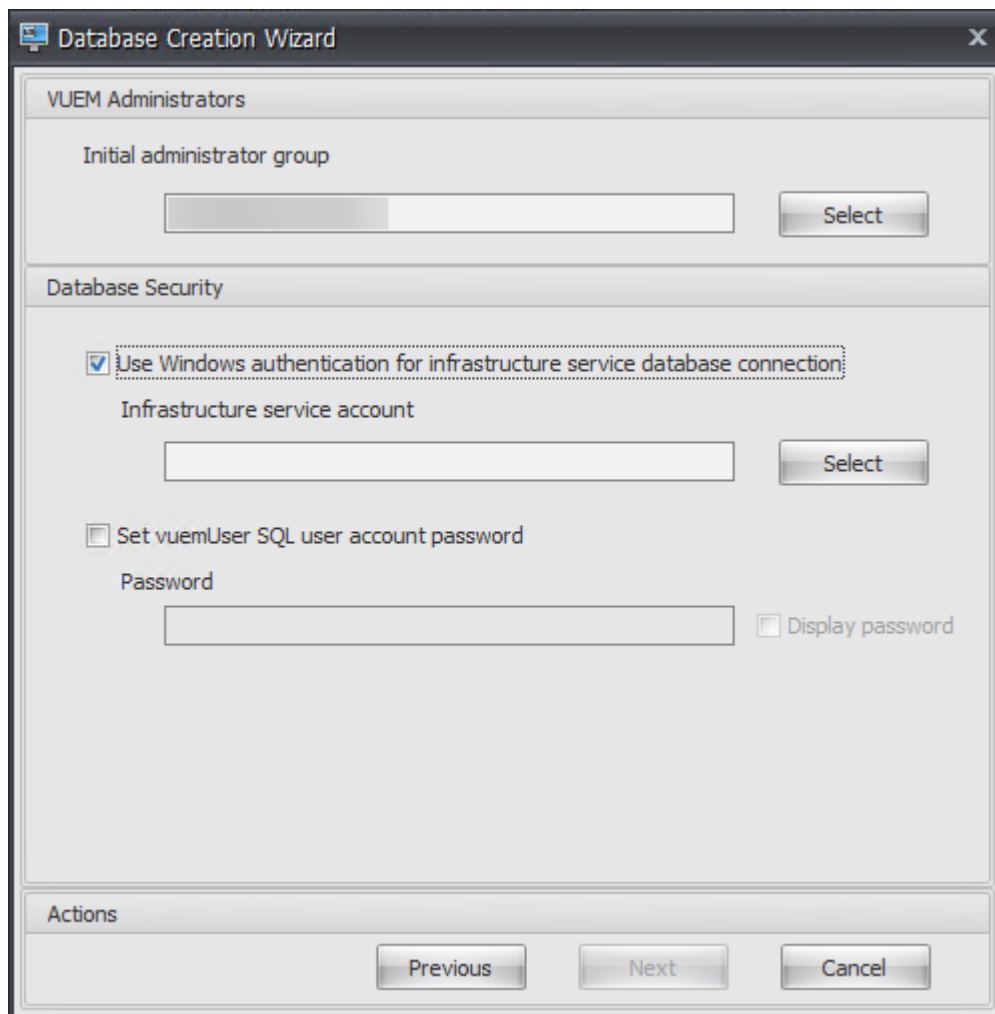 Database Creation Wizard
x
VUEM Administrators
Initial administrator group
Select
Database Security
Use Windows authentication for infrastructure service database connection
Infrastructure service account
Select
Set vuemUser SQL user account password
Password
Display password
Actions
Previous Next Cancel